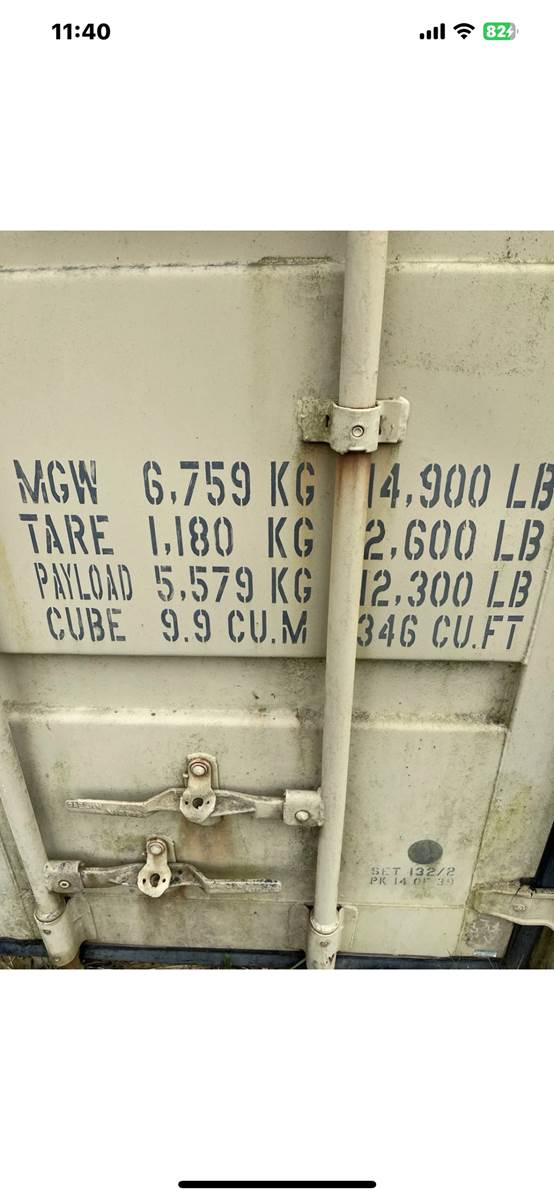 11:40 82
MGW 6,759 KG 14,900 LB
TARE 1,180 KG 2,600 LB
PAYLOAD 5,579 KG 12,300 LB
CUBE 9.9 CU.M 346 CU.FT
SET 132/2
PK 14 OF 39